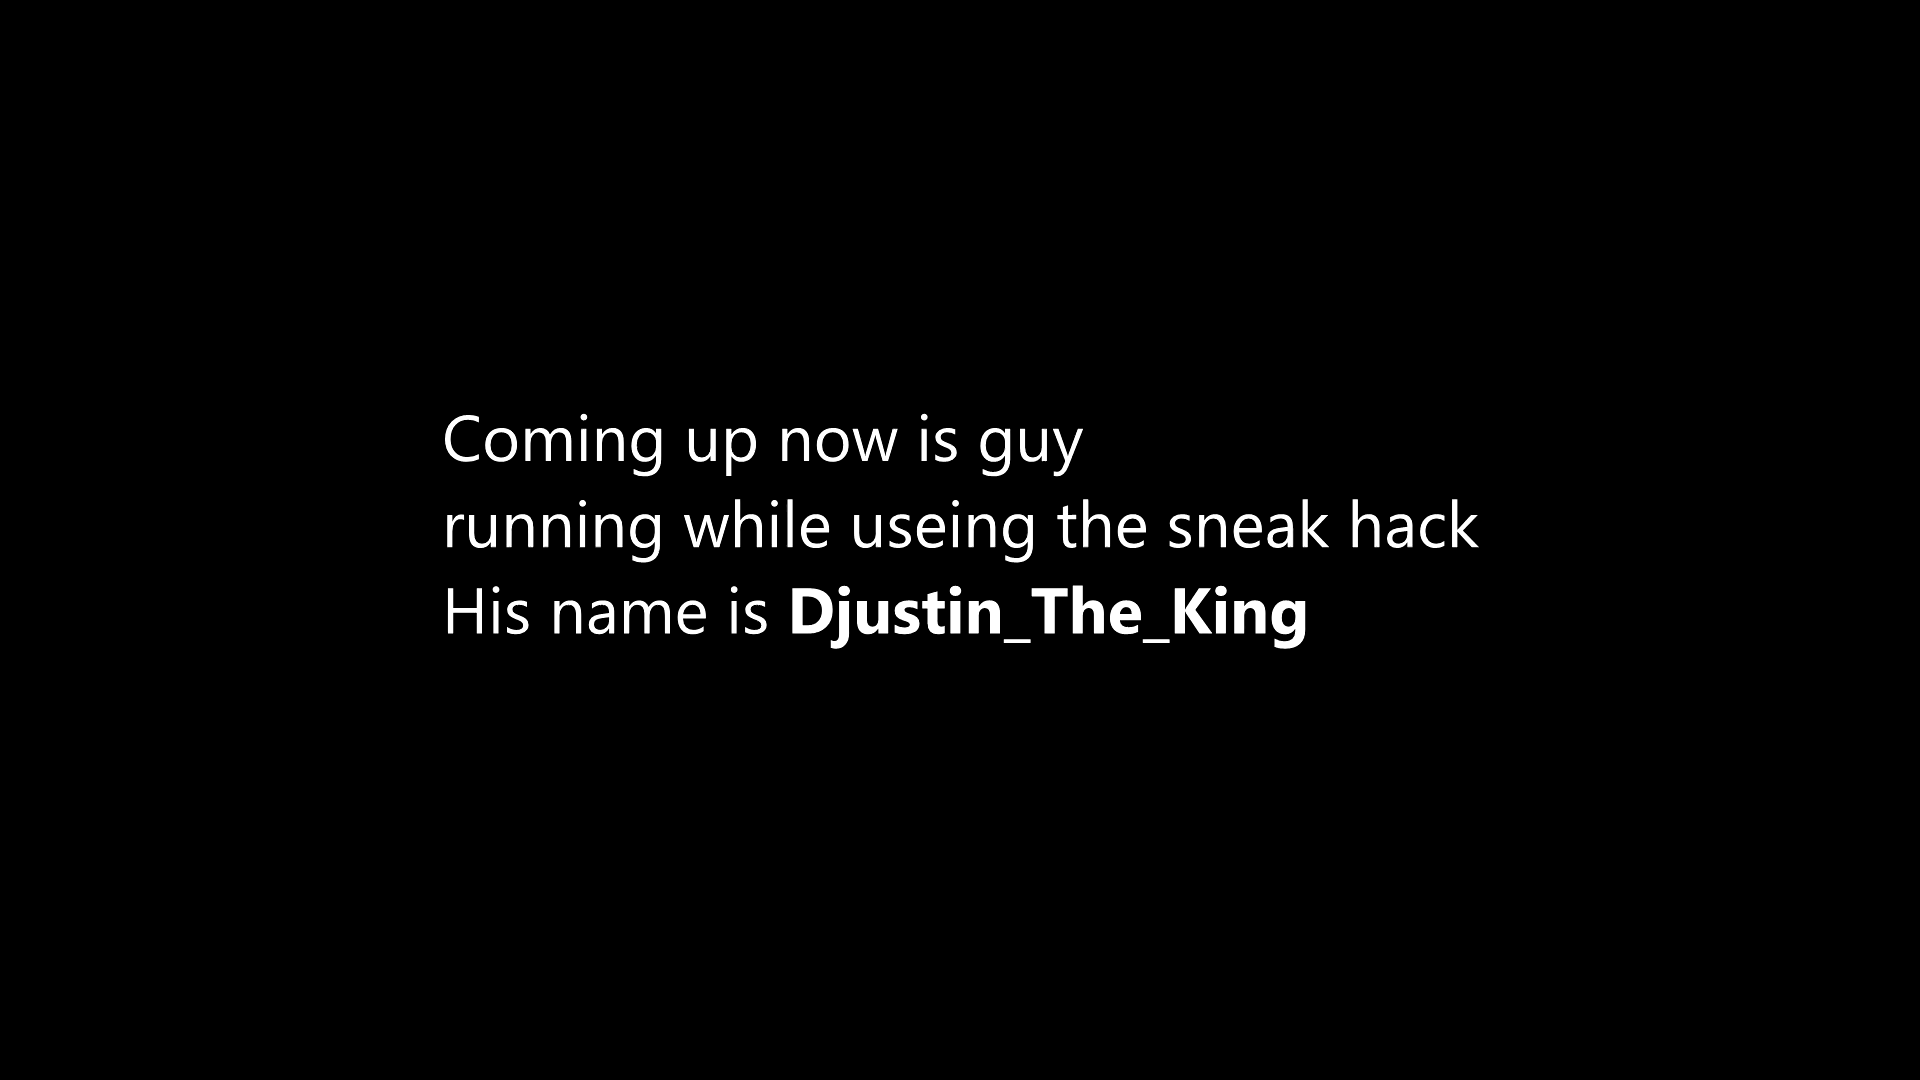 Coming up now is guy
running while useing the sneak hack
His name is Djustin_The_King